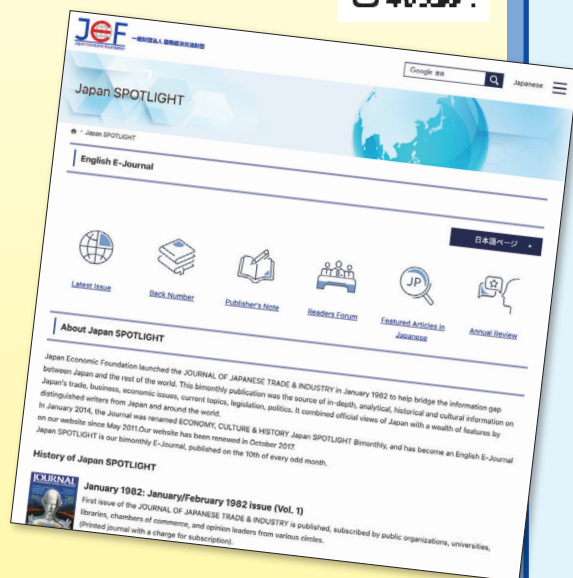 JEF 一般財団法人 国際経済交流財団
Japan Economic Foundation
Google 検索
Japanese
Japan SPOTLIGHT
Japan SPOTLIGHT
English E-Journal
日本語ページ
Latest Issue
Back Number
Publisher's Note
Readers Forum
Featured Articles in
Japanese
Annual Review
JP
About Japan SPOTLIGHT
Japan Economic Foundation launched the JOURNAL OF JAPANESE TRADE & INDUSTRY in January 1982 to help bridge the information gap
between Japan and the rest of the world. This bimonthly publication was the source of in-depth, analytical, historical and cultural information on
Japan's trade, business, economic issues, current topics, legislation, politics. It combined official views of Japan with a wealth of features by
distinguished writers from Japan and around the world.
In January 2014, the Journal was renamed ECONOMY, CULTURE & HISTORY Japan SPOTLIGHT Bimonthly, and has become an English E-Journal
on our website since May 2011.Our website has been renewed in October 2017.
Japan SPOTLIGHT is our bimonthly E-Journal, published on the 10th of every odd month.
History of Japan SPOTLIGHT
JOURNAL
January 1982: January/February 1982 issue (Vol. 1)
First issue of the JOURNAL OF JAPANESE TRADE & INDUSTRY is published, subscribed by public organizations, universities,
libraries, chambers of commerce, and opinion leaders from various circles.
(Printed journal with a charge for subscription).